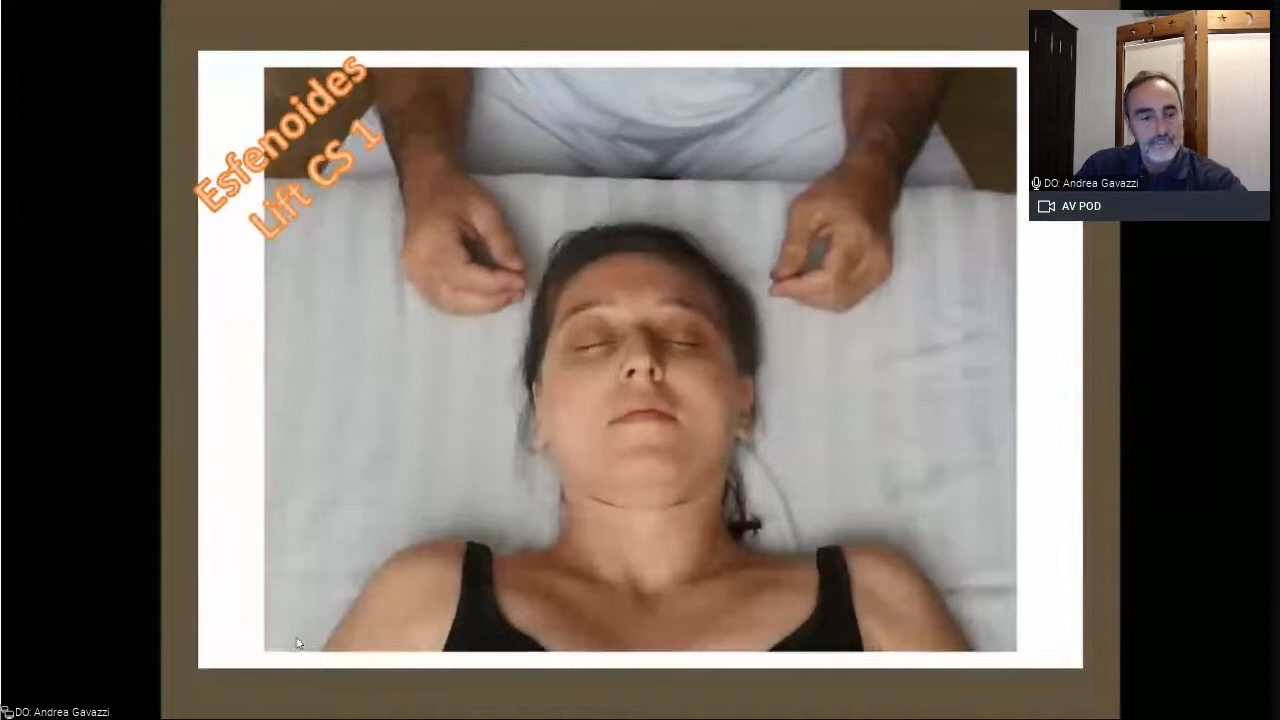 Esfenoides
Lift CS 1
DO: Andrea Gavazzi
AV POD
DO: Andrea Gavazzi